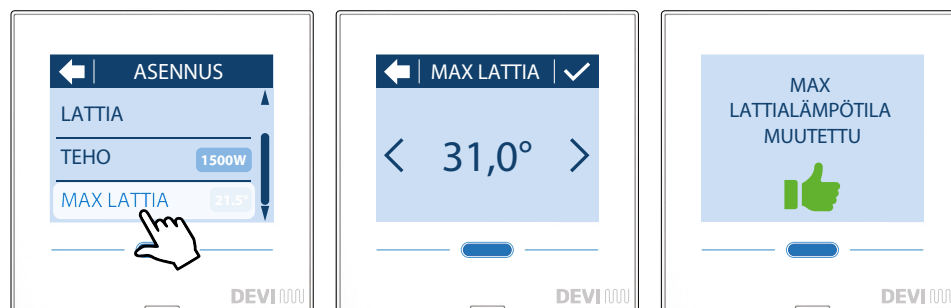 ASENNUS
LATTIA
TEHO 1500W
MAX LATTIA 21.5°
DEVI
MAX LATTIA
31,0°
DEVI
MAX
LATTIALÄMPÖTILA
MUUTETTU
DEVI